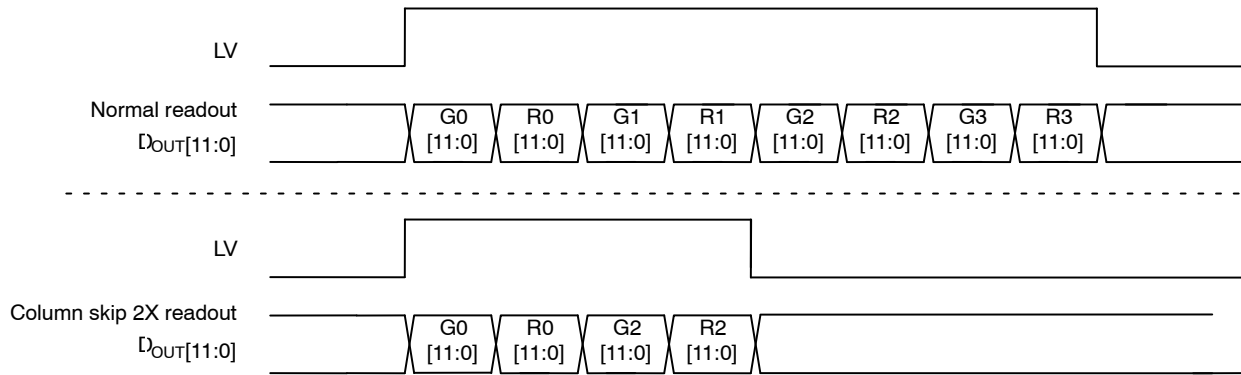 LV
Normal readout
G0 R0 G1 R1 G2 R2 G3 R3
DOUT[11:0] [11:0] [11:0] [11:0] [11:0] [11:0] [11:0] [11:0] [11:0]
LV
Column skip 2X readout
G0 R0 G2 R2
DOUT[11:0] [11:0] [11:0] [11:0] [11:0]